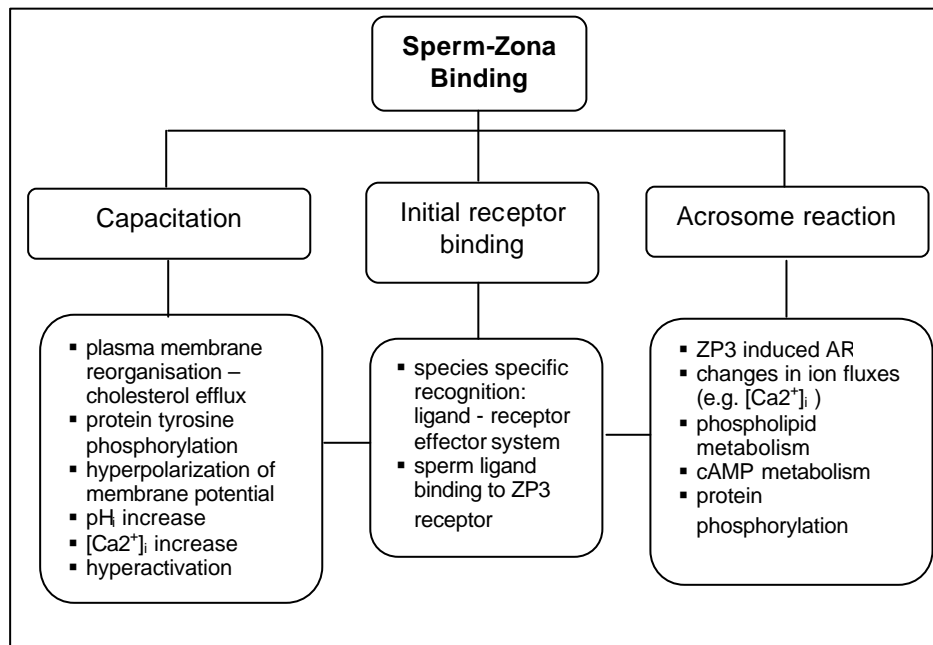 Sperm-Zona
Binding
Capacitation
Initial receptor
binding
Acrosome reaction
▪ plasma membrane
reorganisation –
cholesterol efflux
▪ protein tyrosine
phosphorylation
▪ hyperpolarization of
membrane potential
▪ pHi increase
▪ [Ca2+]i increase
▪ hyperactivation
▪ species specific
recognition:
ligand - receptor
effector system
▪ sperm ligand
binding to ZP3
receptor
▪ ZP3 induced AR
▪ changes in ion fluxes
(e.g. [Ca2+]i )
▪ phospholipid
metabolism
▪ cAMP metabolism
▪ protein
phosphorylation